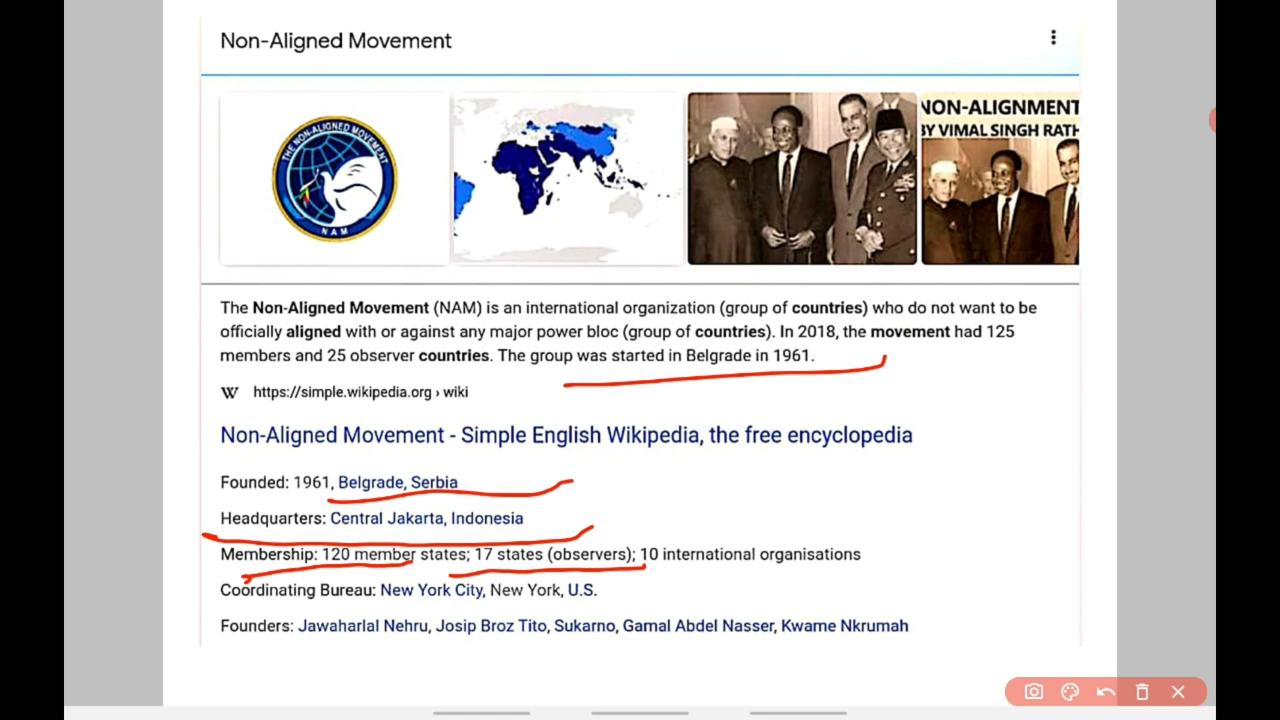 Non-Aligned Movement
THE NON-ALIGNED MOVEMENT
NAM
NON-ALIGNMENT
BY VIMAL SINGH RATH
The Non-Aligned Movement (NAM) is an international organization (group of countries) who do not want to be
officially aligned with or against any major power bloc (group of countries). In 2018, the movement had 125
members and 25 observer countries. The group was started in Belgrade in 1961.
W https://simple.wikipedia.org › wiki
Non-Aligned Movement - Simple English Wikipedia, the free encyclopedia
Founded: 1961, Belgrade, Serbia
Headquarters: Central Jakarta, Indonesia
Membership: 120 member states; 17 states (observers); 10 international organisations
Coordinating Bureau: New York City, New York, U.S.
Founders: Jawaharlal Nehru, Josip Broz Tito, Sukarno, Gamal Abdel Nasser, Kwame Nkrumah